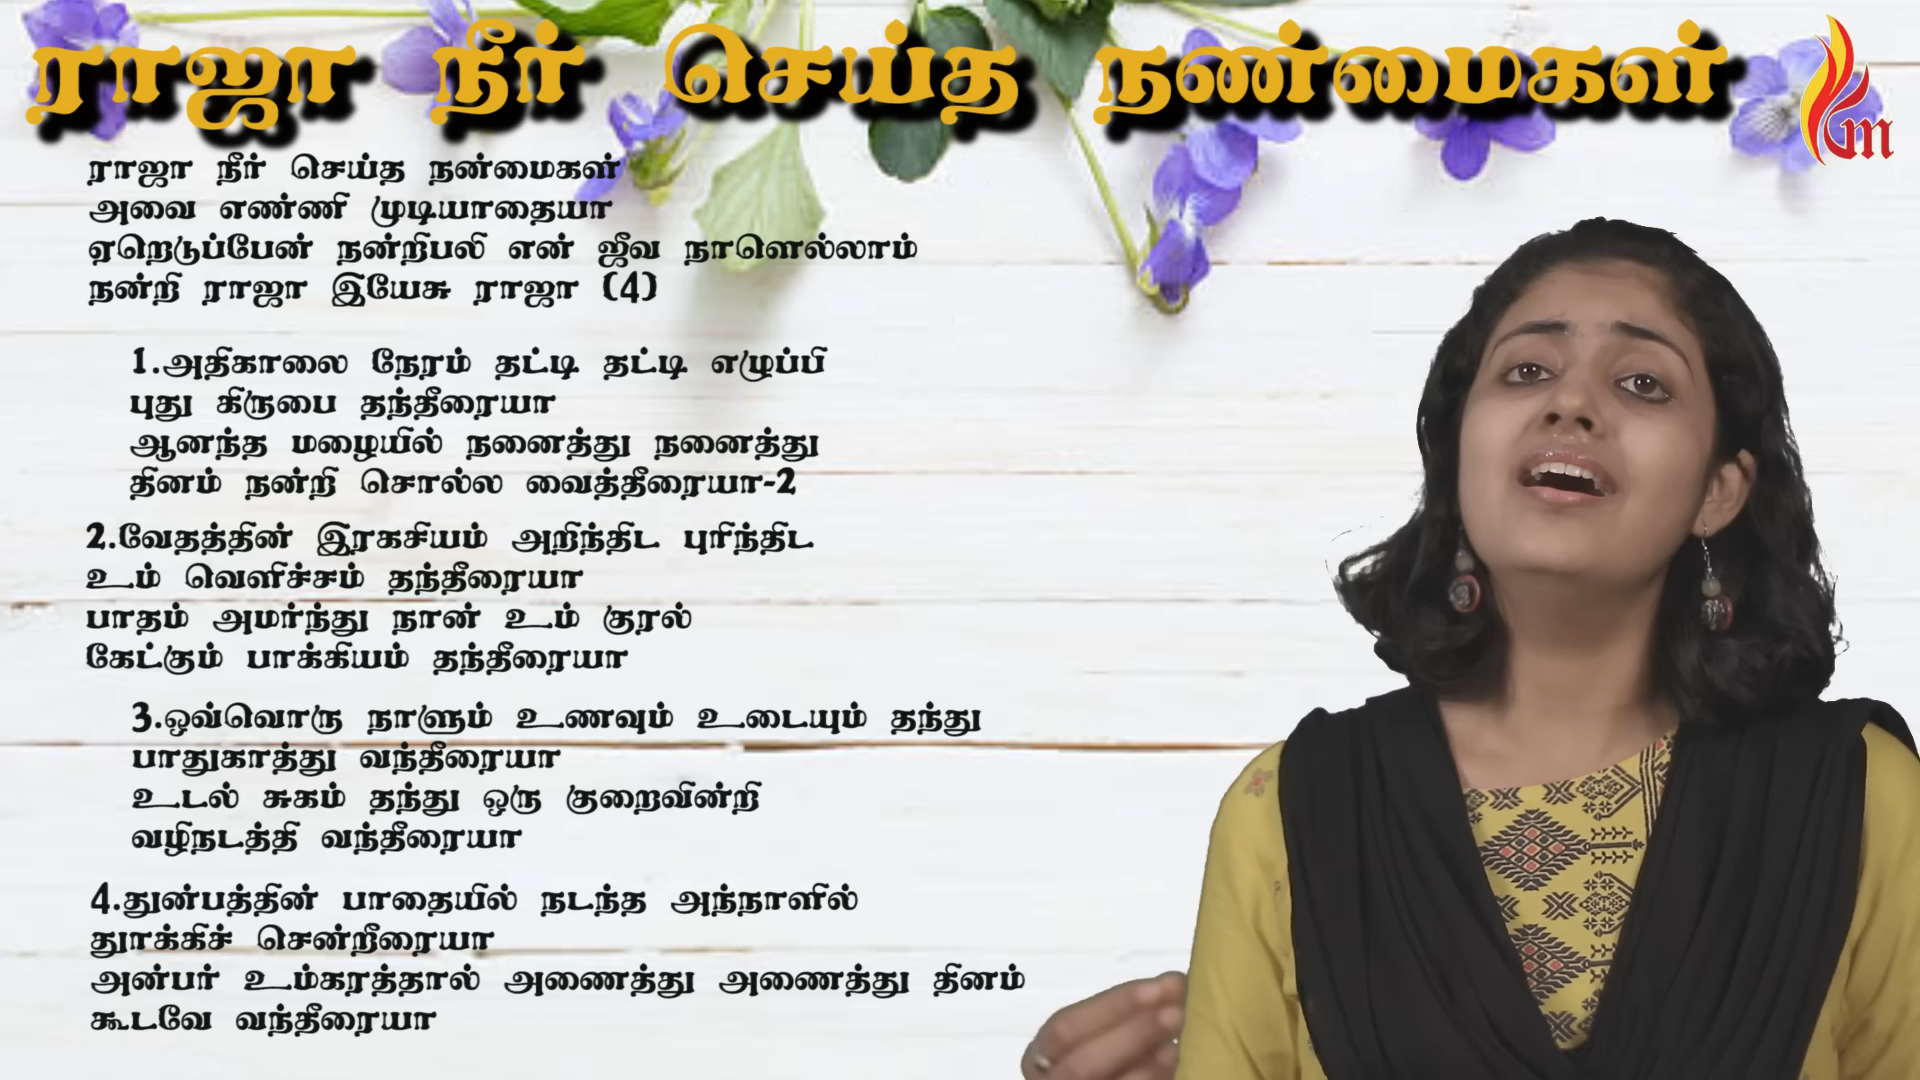 ராஜா நீர் செய்த நண்மைகள்
m
ராஜா நீர் செய்த நன்மைகள்
அவை எண்ணி முடியாதையா
ஏறெடுப்பேன் நன்றிபலி என் ஜீவ நாளெல்லாம்
நன்றி ராஜா இயேசு ராஜா (4)
1.அதிகாலை நேரம் தட்டி தட்டி எழுப்பி
புது கிருபை தந்தீரையா
ஆனந்த மழையில் நனைத்து நனைத்து
தினம் நன்றி சொல்ல வைத்தீரையா-2
2.வேதத்தின் இரகசியம் அறிந்திட புரிந்திட
உம் வெளிச்சம் தந்தீரையா
பாதம் அமர்ந்து நான் உம் குரல்
கேட்கும் பாக்கியம் தந்தீரையா
3.ஒவ்வொரு நாளும் உணவும் உடையும் தந்து
பாதுகாத்து வந்தீரையா
உடல் சுகம் தந்து ஒரு குறைவின்றி
வழிநடத்தி வந்தீரையா
4.துன்பத்தின் பாதையில் நடந்த அந்நாளில்
தூக்கிச் சென்றீரையா
அன்பர் உம்கரத்தால் அணைத்து அணைத்து தினம்
கூடவே வந்தீரையா